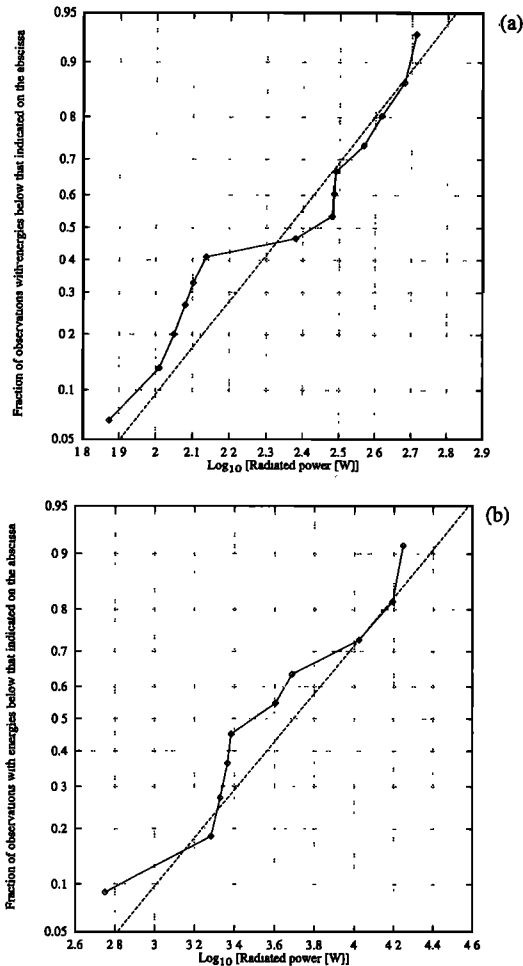 (a)
Fraction of observations with energies below that indicated on the abscissa
0.95
0.9
0.8
0.7
0.6
0.5
0.4
0.3
0.2
0.1
0.05
1 8 1 9 2 2.1 2 2 2.3 2.4 2.5 2.6 2.7 2.8 2.9
Log10 [Radiated power [W]]
(b)
Fraction of observations with energies below that indicated on the abscissa
0.95
0.9
0.8
0.7
0.6
0.5
0.4
0.3
0.2
0.1
0.05
2.6 2 8 3 3 2 3 4 3.6 3.8 4 4 2 4 4 4 6
Log10 [Radiated power [W]]